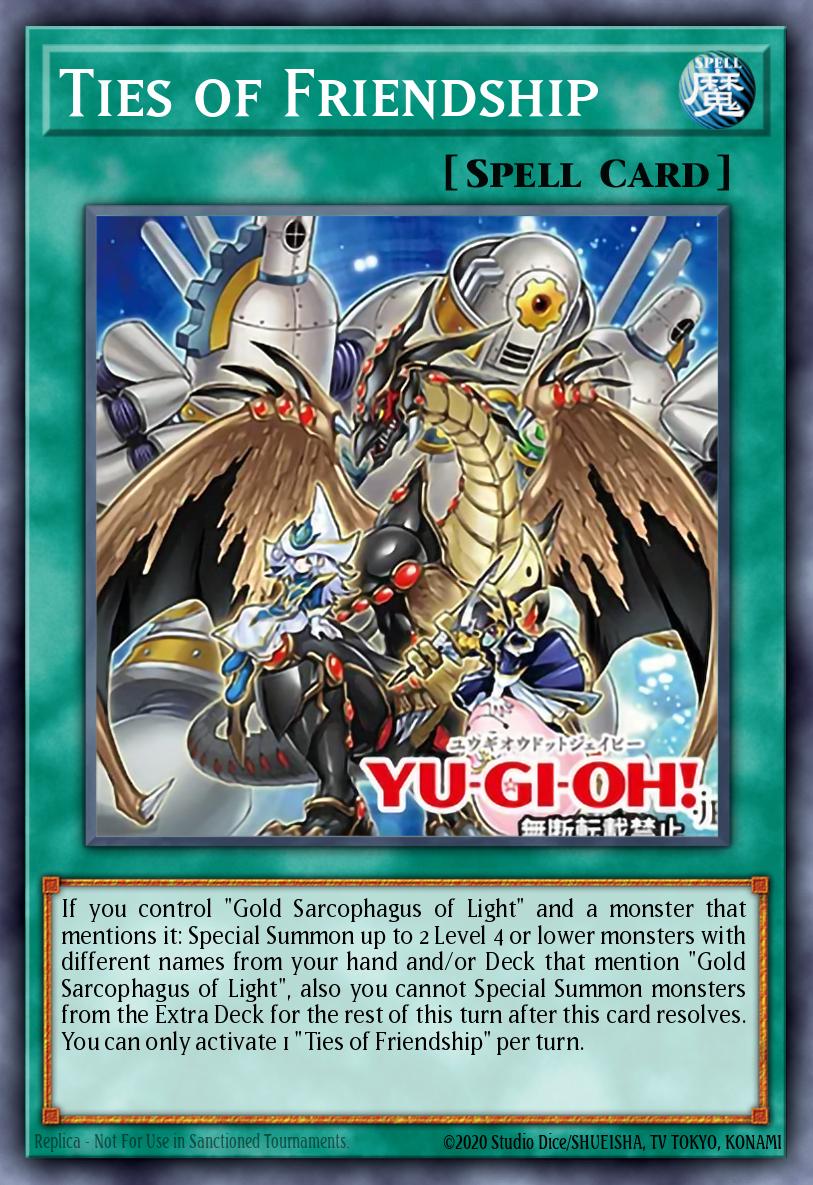 TIES OF FRIENDSHIP
SPELL
魔
[SPELL CARD]
ユウギオウドットジェイピー
YU-GI-OH!
.jp
無断転載禁止
If you control "Gold Sarcophagus of Light" and a monster that
mentions it: Special Summon up to 2 Level 4 or lower monsters with
different names from your hand and/or Deck that mention "Gold
Sarcophagus of Light", also you cannot Special Summon monsters
from the Extra Deck for the rest of this turn after this card resolves.
You can only activate 1 "Ties of Friendship" per turn.
Replica - Not For Use in Sanctioned Tournaments.
©2020 Studio Dice/SHUEISHA, TV TOKYO, KONAMI